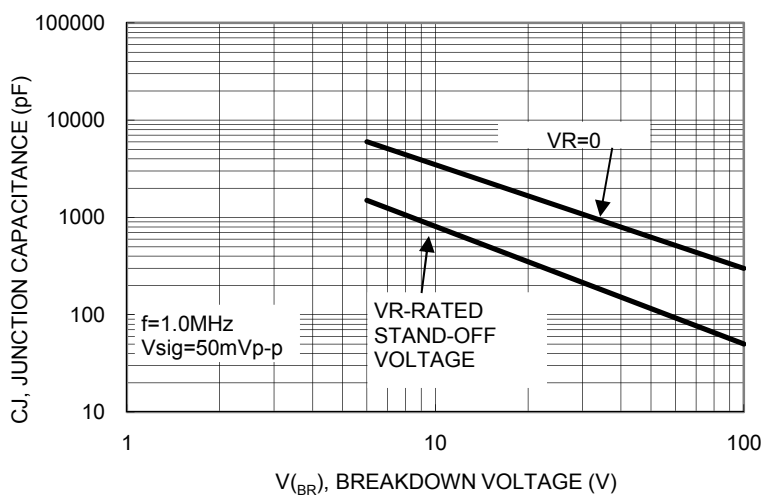 100000
10000
1000
100
10
CJ, JUNCTION CAPACITANCE (pF)
VR=0
VR-RATED
STAND-OFF
VOLTAGE
f=1.0MHz
Vsig=50mVp-p
1
10
100
V(BR), BREAKDOWN VOLTAGE (V)